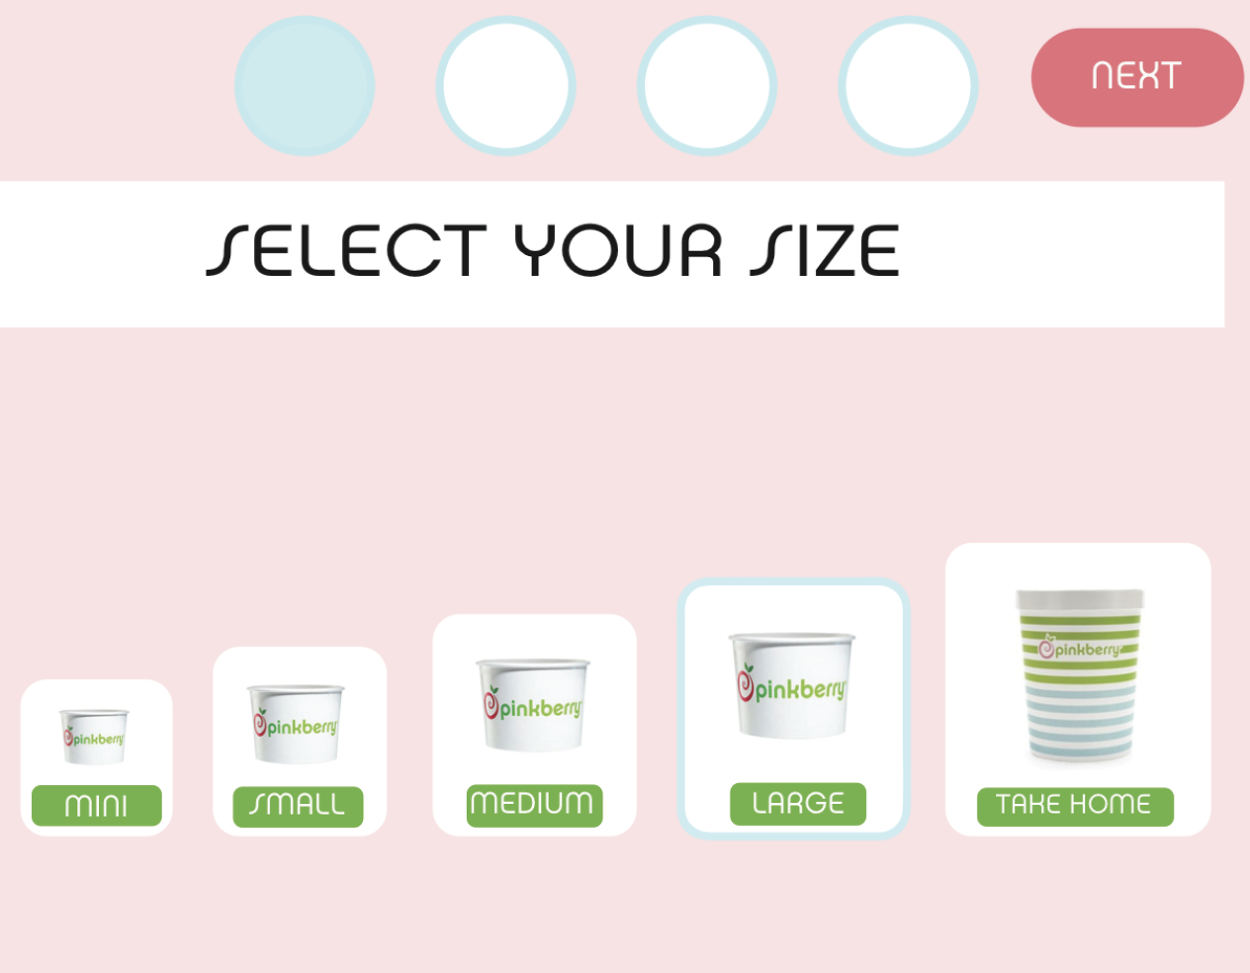 NEXT
SELECT YOUR SIZE
pinkberry
pinkberry
pinkberry
pinkberry
pinkberry
MINI
SMALL
MEDIUM
LARGE
TAKE HOME